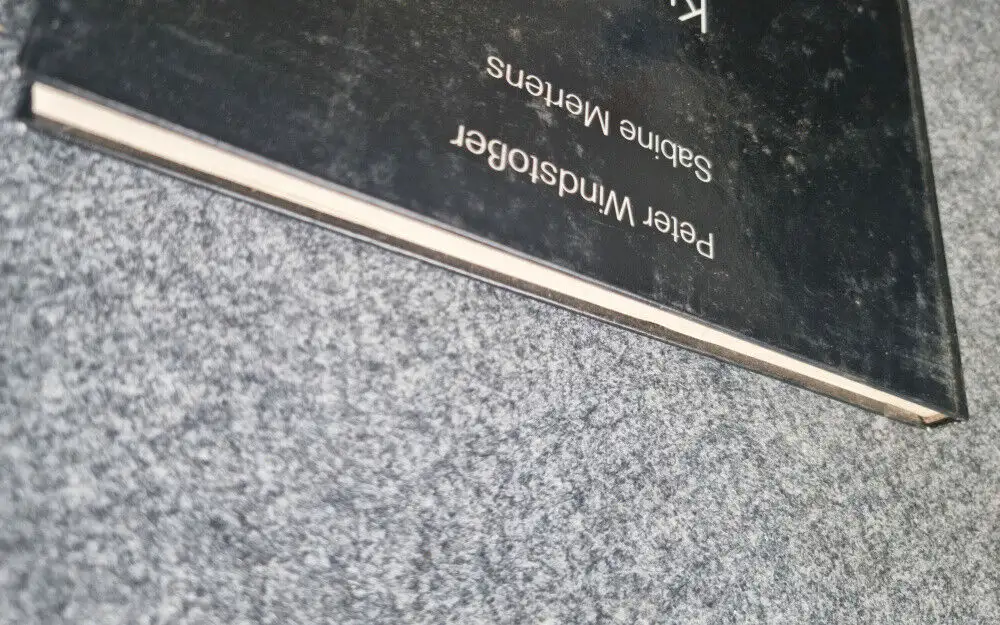 Peter Windstoßer
Sabine Mertens